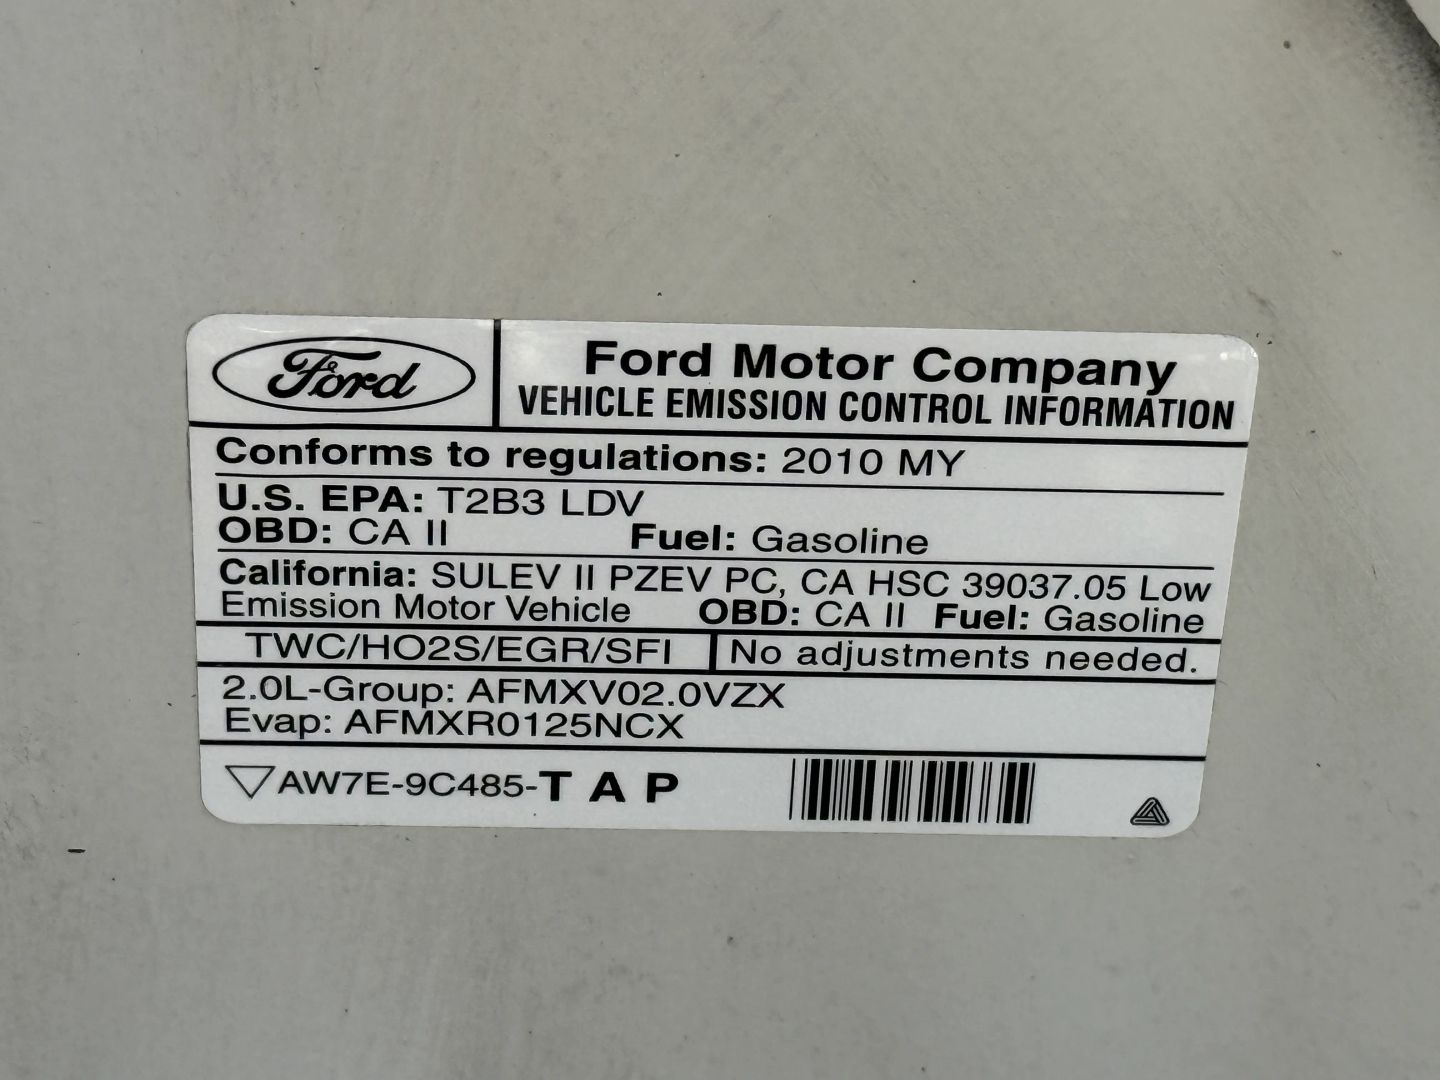 Ford
Ford Motor Company
VEHICLE EMISSION CONTROL INFORMATION
Conforms to regulations: 2010 MY
U.S. EPA: T2B3 LDV
OBD: CA II Fuel: Gasoline
California: SULEV II PZEV PC, CA HSC 39037.05 Low
Emission Motor Vehicle OBD: CA II Fuel: Gasoline
TWC/HO2S/EGR/SFI No adjustments needed.
2.0L-Group: AFMXV02.0VZX
Evap: AFMXR0125NCX
AW7E-9C485-T A P